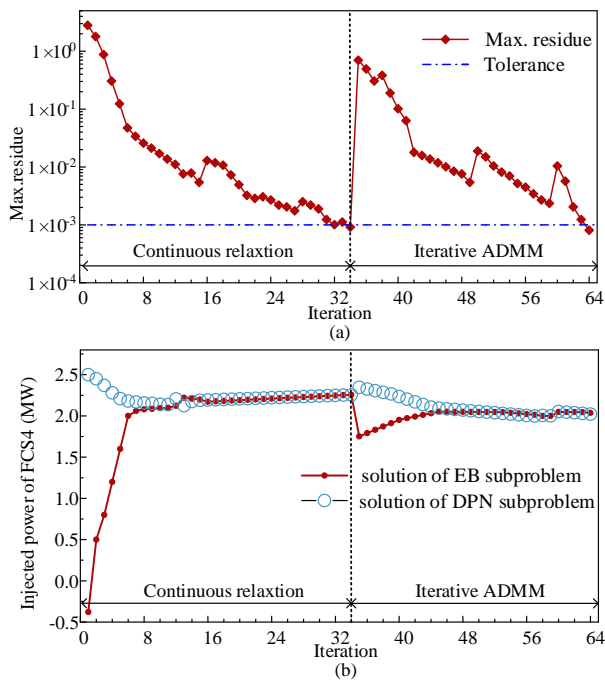 1×10⁰
1×10⁻¹
1×10⁻²
1×10⁻³
1×10⁻⁴
Max.residue
Max. residue
Tolerance
Continuous relaxtion
Iterative ADMM
0 8 16 24 32 40 48 56 64
Iteration
(a)
2.5
2.0
1.5
1.0
0.5
0.0
-0.5
Injected power of FCS4 (MW)
solution of EB subproblem
solution of DPN subproblem
Continuous relaxtion
Iterative ADMM
0 8 16 24 32 40 48 56 64
Iteration
(b)